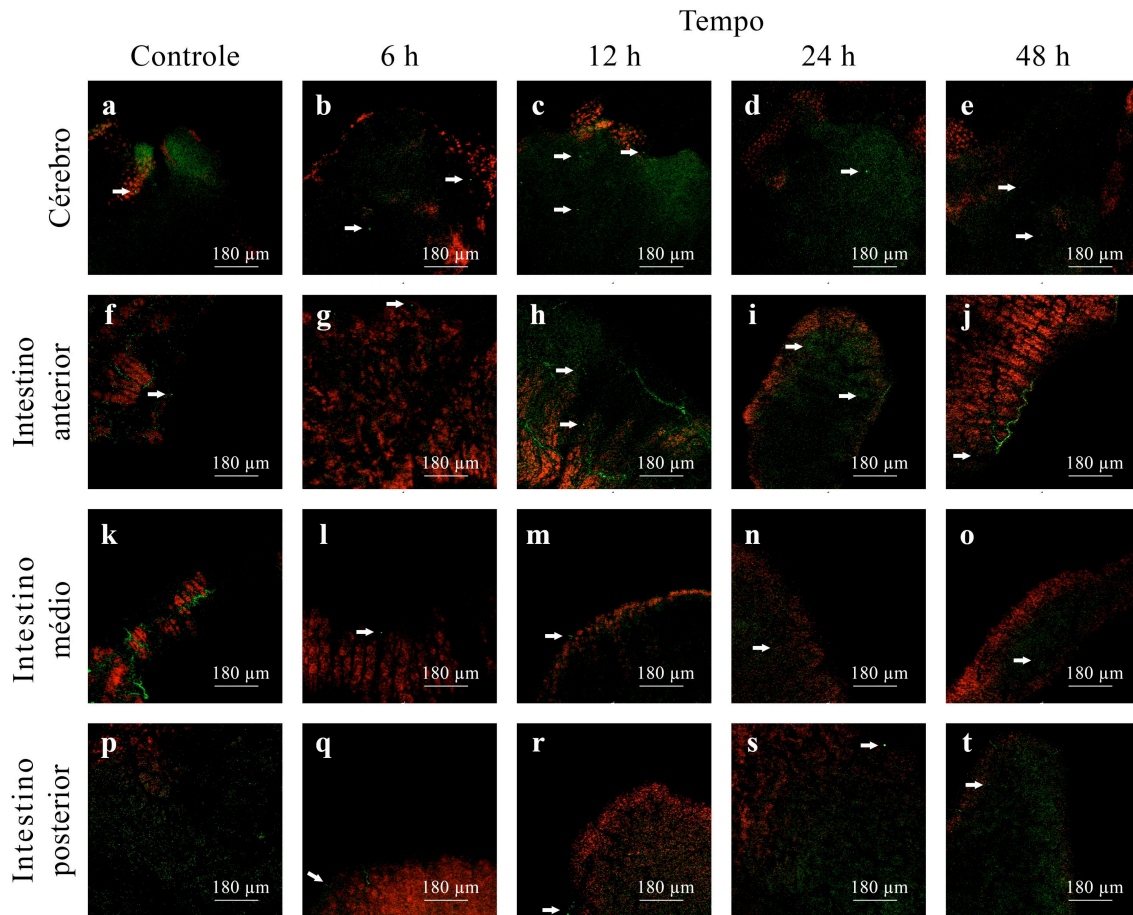 Tempo
Controle 6 h 12 h 24 h 48 h
Cérebro
a b c d e
180 µm 180 µm 180 µm 180 µm 180 µm
Intestino
anterior
f g h i j
180 µm 180 µm 180 µm 180 µm 180 µm
Intestino
médio
k l m n o
180 µm 180 µm 180 µm 180 µm 180 µm
Intestino
posterior
p q r s t
180 µm 180 µm 180 µm 180 µm 180 µm